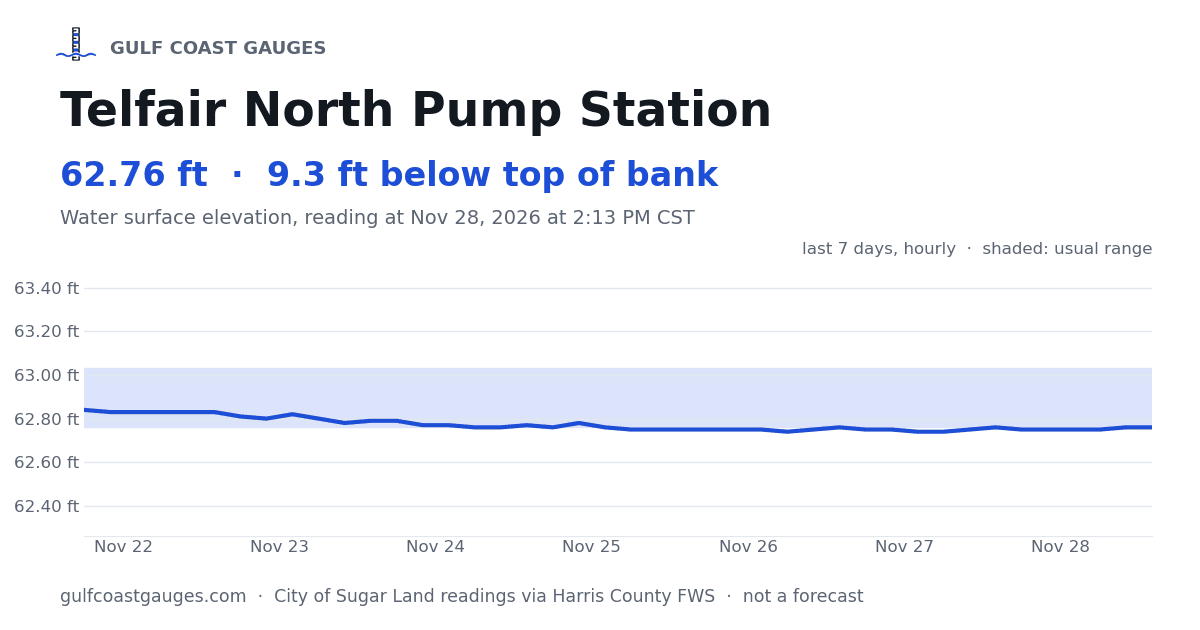 GULF COAST GAUGES
Telfair North Pump Station
62.76 ft · 9.3 ft below top of bank
Water surface elevation, reading at Nov 28, 2026 at 2:13 PM CST
last 7 days, hourly · shaded: usual range
63.40 ft
63.20 ft
63.00 ft
62.80 ft
62.60 ft
62.40 ft
Nov 22 Nov 23 Nov 24 Nov 25 Nov 26 Nov 27 Nov 28
gulfcoastgauges.com · City of Sugar Land readings via Harris County FWS · not a forecast